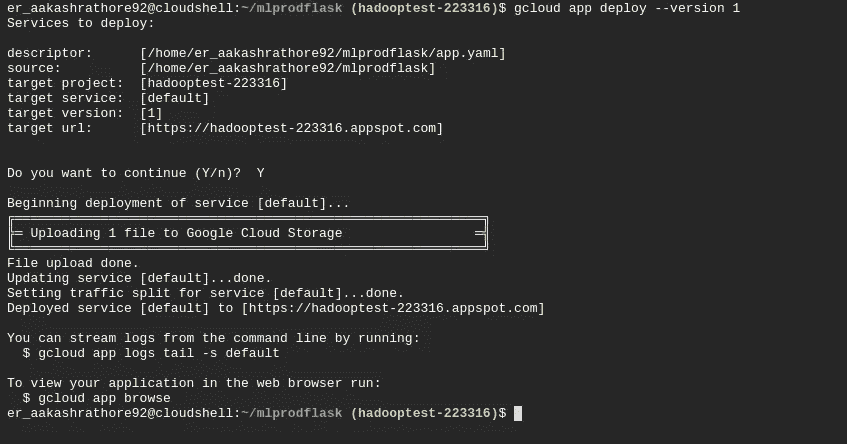 er_aakashrathore92@cloudshell:~/mlprodflask (hadooptest-223316)$ gcloud app deploy --version 1
Services to deploy:
descriptor:      [/home/er_aakashrathore92/mlprodflask/app.yaml]
source:          [/home/er_aakashrathore92/mlprodflask]
target project:  [hadooptest-223316]
target service:  [default]
target version:  [1]
target url:      [https://hadooptest-223316.appspot.com]
Do you want to continue (Y/n)?  Y
Beginning deployment of service [default]...
Uploading 1 file to Google Cloud Storage
File upload done.
Updating service [default]...done.
Setting traffic split for service [default]...done.
Deployed service [default] to [https://hadooptest-223316.appspot.com]
You can stream logs from the command line by running:
  $ gcloud app logs tail -s default
To view your application in the web browser run:
  $ gcloud app browse
er_aakashrathore92@cloudshell:~/mlprodflask (hadooptest-223316)$